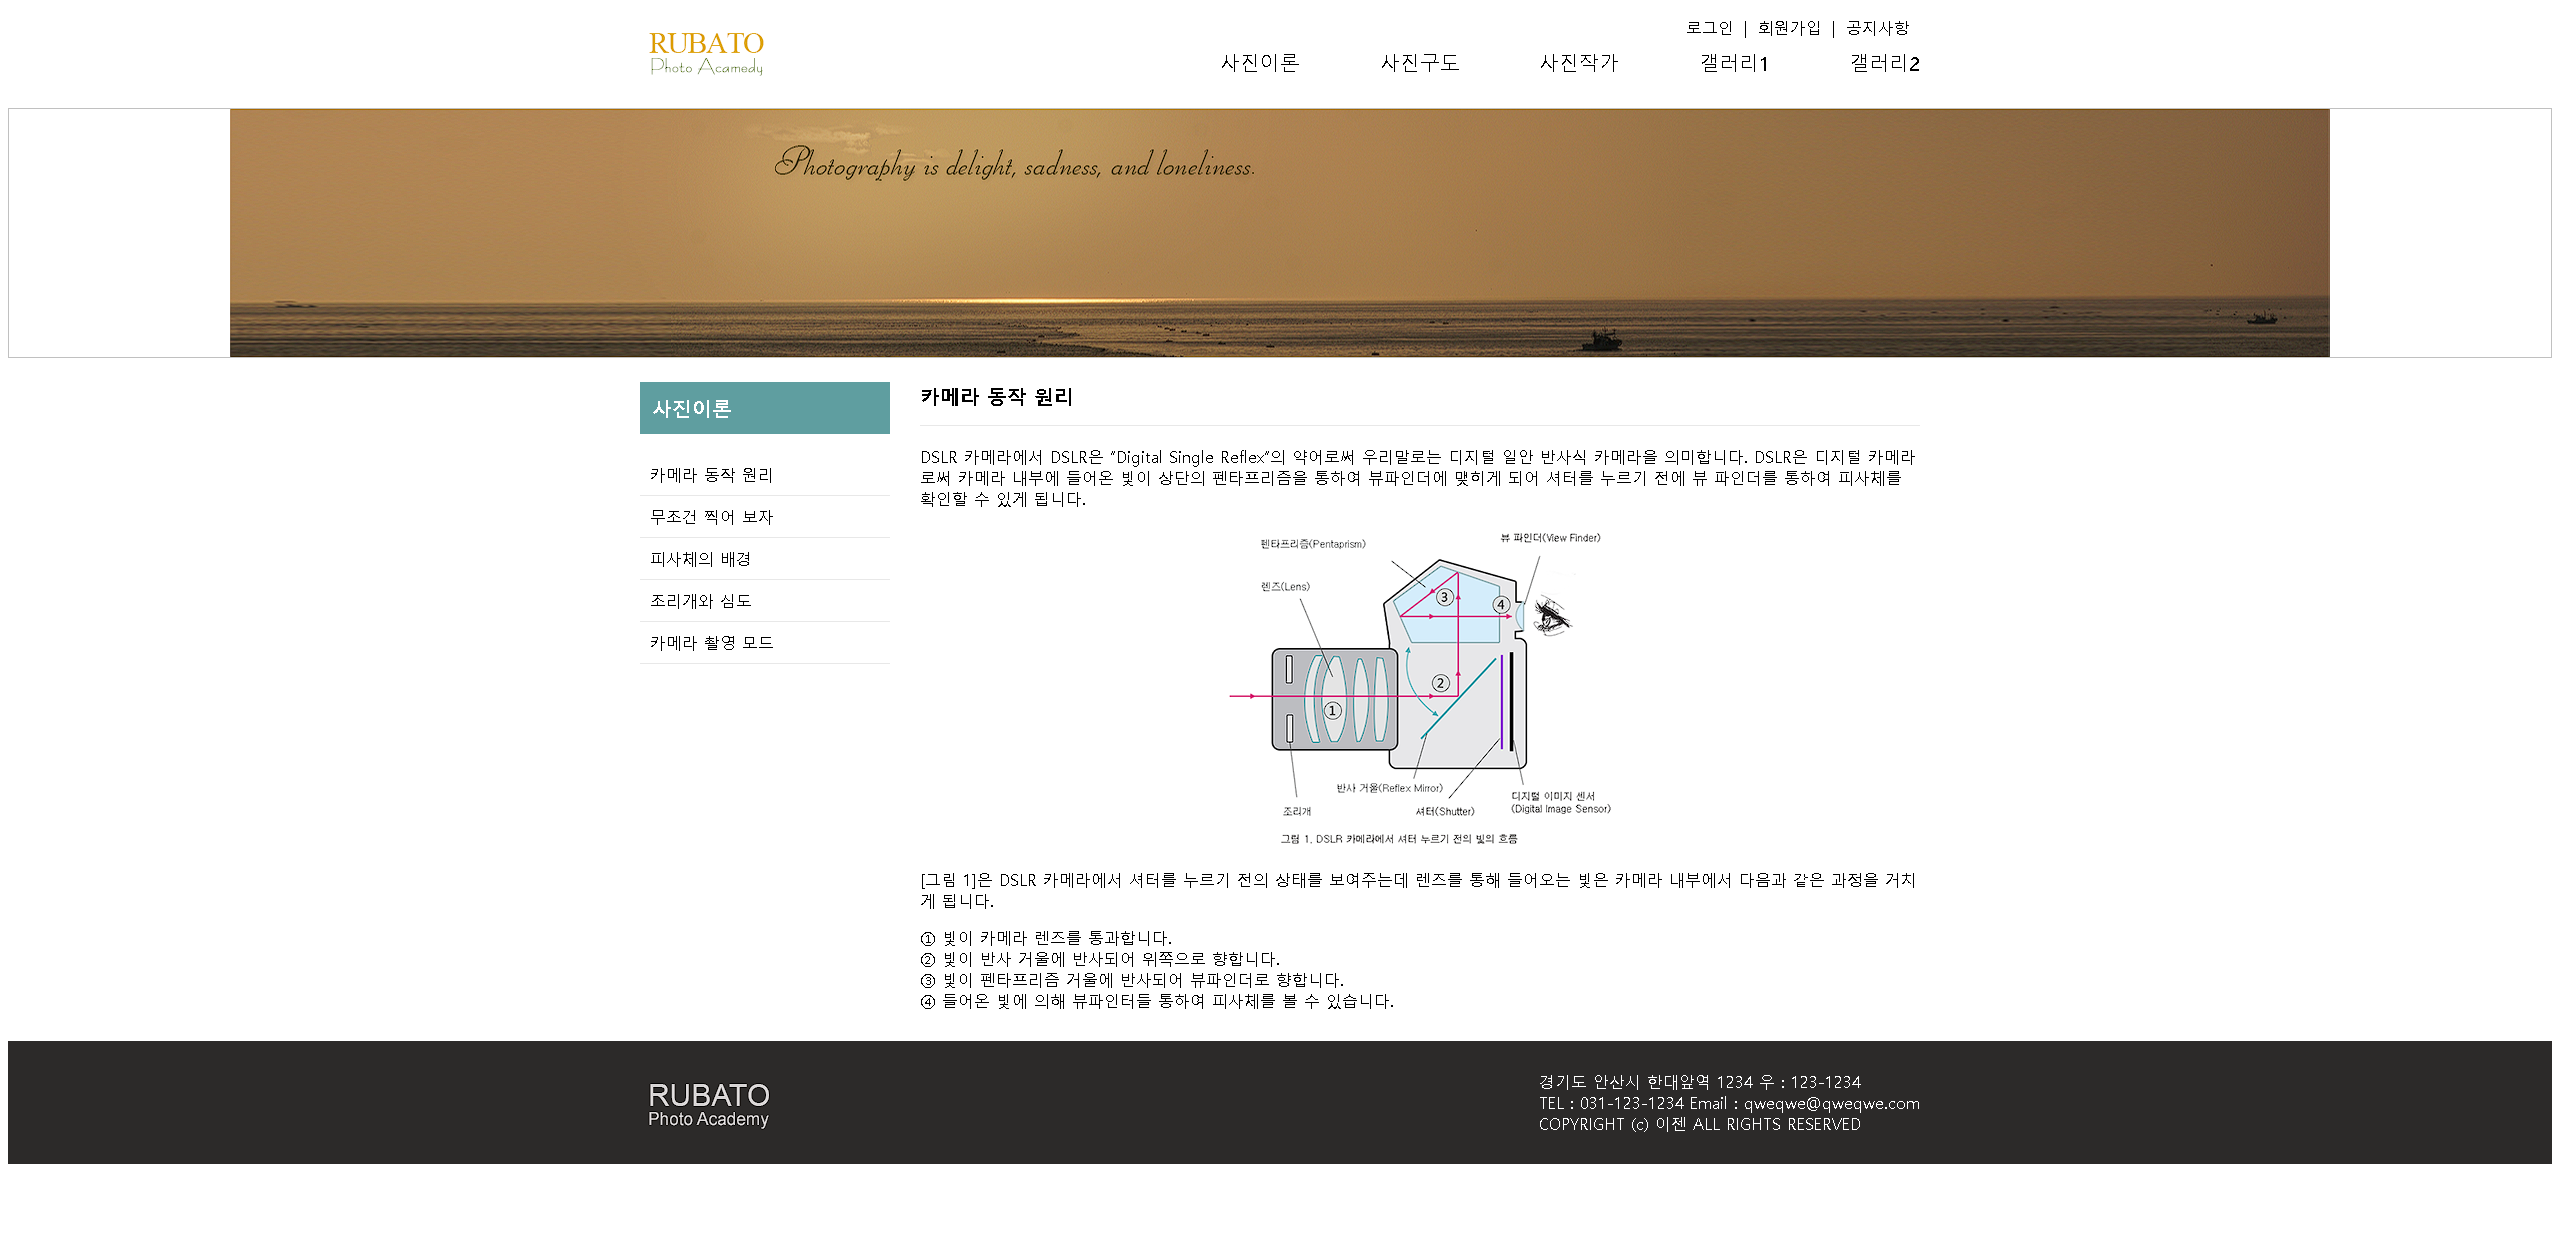 로그인 | 회원가입 | 공지사항
RUBATO
Photo Acamedy
사진이론 사진구도 사진작가 갤러리1 갤러리2
Photography is delight, sadness, and loneliness.
사진이론
카메라 동작 원리
무조건 찍어 보자
피사체의 배경
조리개와 심도
카메라 촬영 모드
카메라 동작 원리
DSLR 카메라에서 DSLR은 “Digital Single Reflex”의 약어로써 우리말로는 디지털 일안 반사식 카메라을 의미합니다. DSLR은 디지털 카메라
로써 카메라 내부에 들어온 빛이 상단의 펜타프리즘을 통하여 뷰파인더에 맺히게 되어 셔터를 누르기 전에 뷰 파인더를 통하여 피사체를
확인할 수 있게 됩니다.
펜타프리즘(Pentaprism)
뷰 파인더(View Finder)
렌즈(Lens)
③
④
②
①
반사 거울(Reflex Mirror)
디지털 이미지 센서
(Digital Image Sensor)
조리개
셔터(Shutter)
그림 1. DSLR 카메라에서 셔터 누르기 전의 빛의 흐름
[그림 1]은 DSLR 카메라에서 셔터를 누르기 전의 상태를 보여주는데 렌즈를 통해 들어오는 빛은 카메라 내부에서 다음과 같은 과정을 거치
게 됩니다.
① 빛이 카메라 렌즈를 통과합니다.
② 빛이 반사 거울에 반사되어 위쪽으로 향합니다.
③ 빛이 펜타프리즘 거울에 반사되어 뷰파인더로 향합니다.
④ 들어온 빛에 의해 뷰파인터들 통하여 피사체를 볼 수 있습니다.
RUBATO
Photo Academy
경기도 안산시 한대앞역 1234 우 : 123-1234
TEL : 031-123-1234 Email : qweqwe@qweqwe.com
COPYRIGHT (c) 이젠 ALL RIGHTS RESERVED